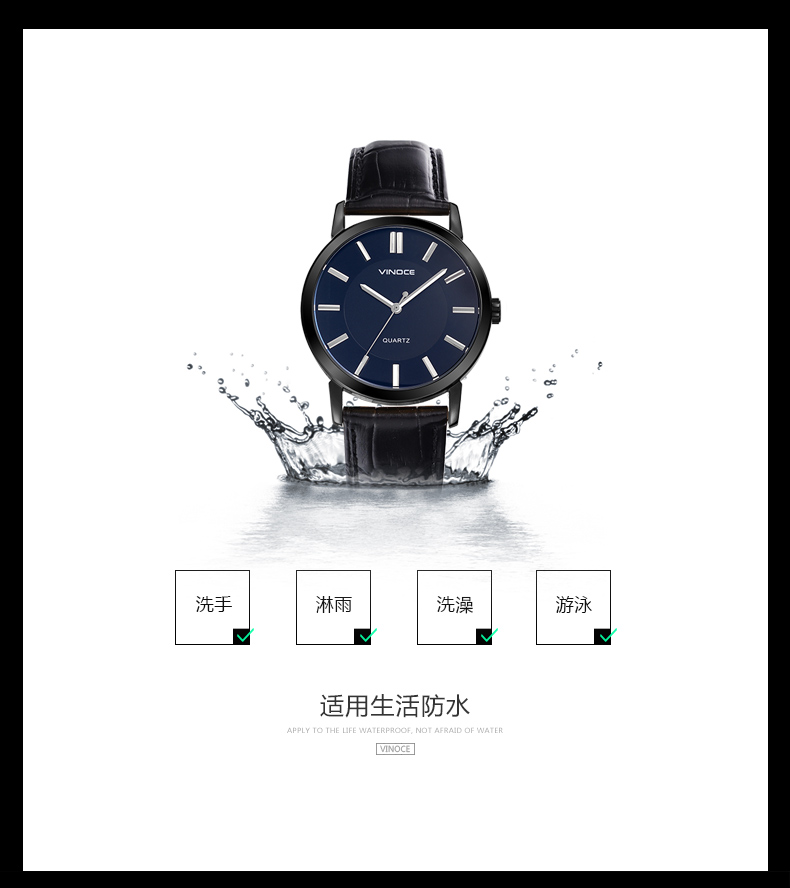 VINOCE
QUARTZ
洗手
淋雨
洗澡
游泳
适用生活防水
APPLY TO THE LIFE WATERPROOF, NOT AFRAID OF WATER
VINOCE